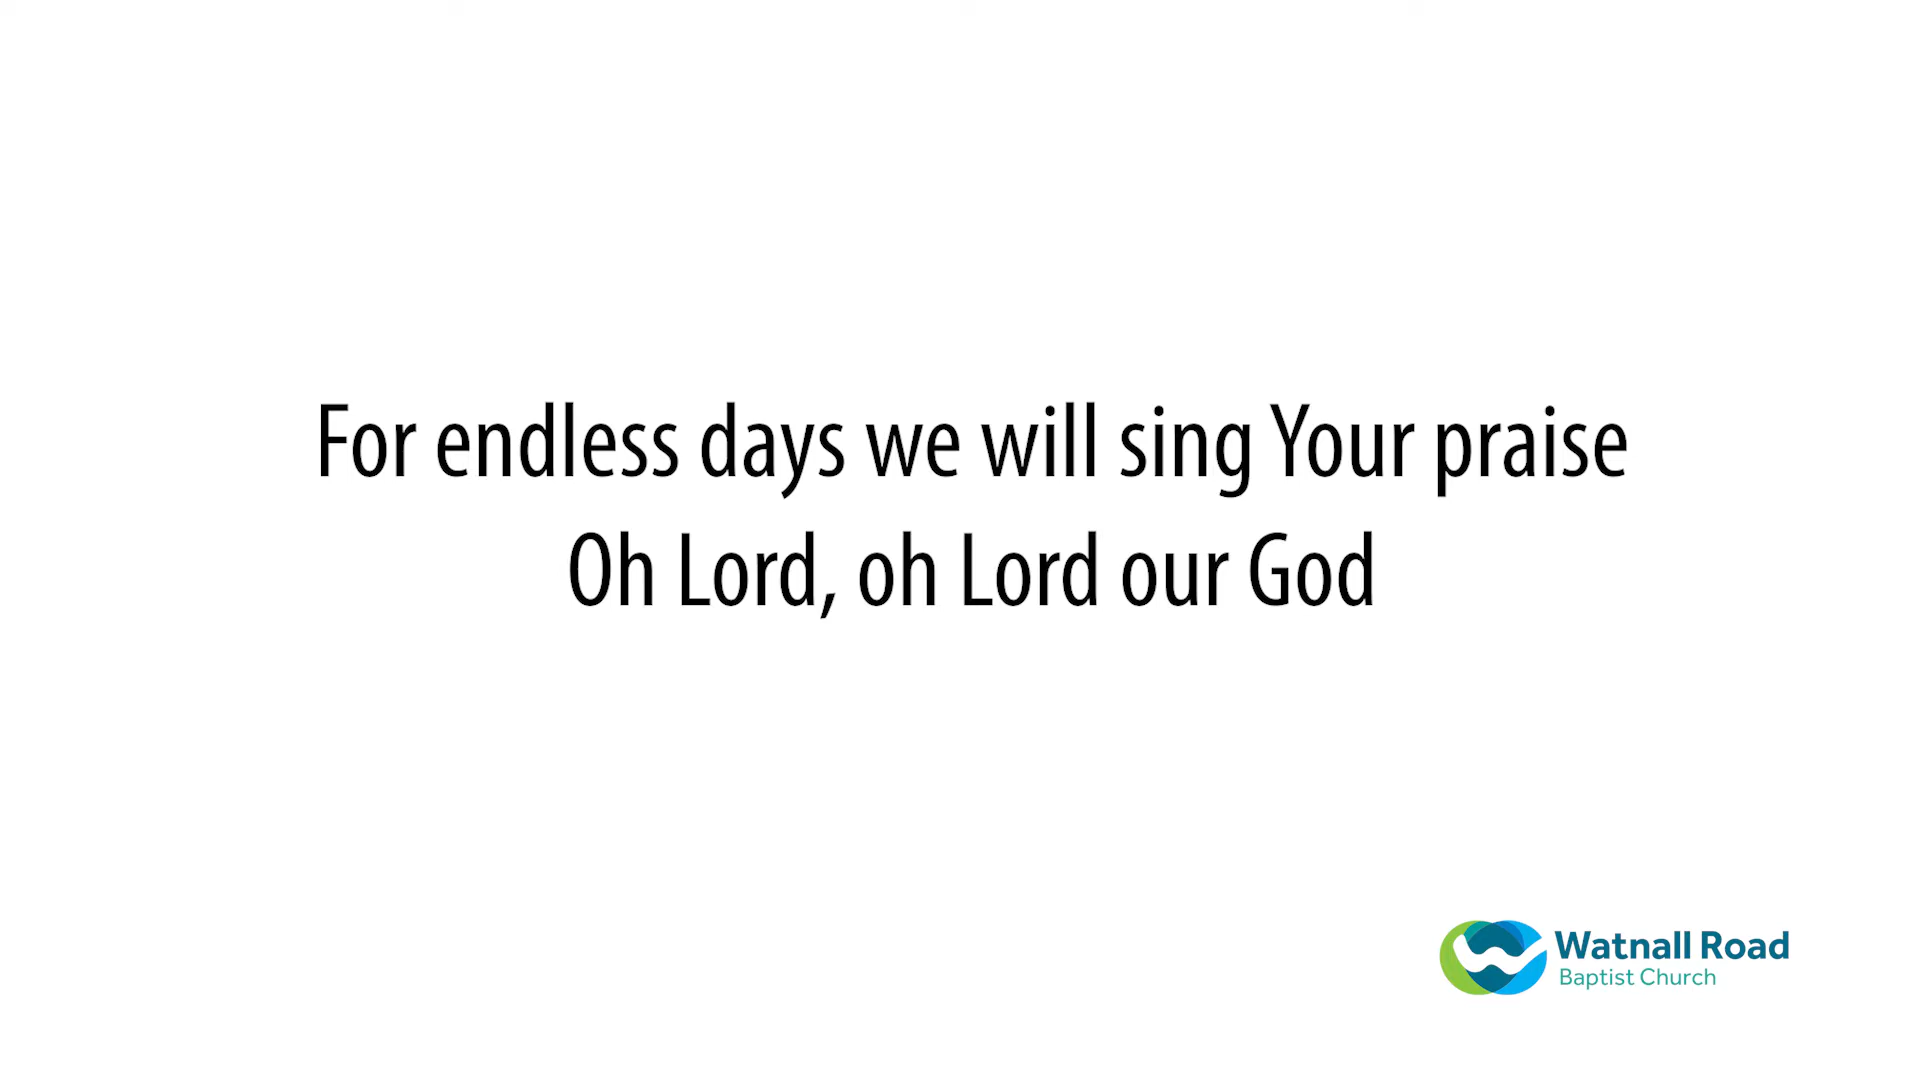 For endless days we will sing Your praise
Oh Lord, oh Lord our God
Watnall Road
Baptist Church